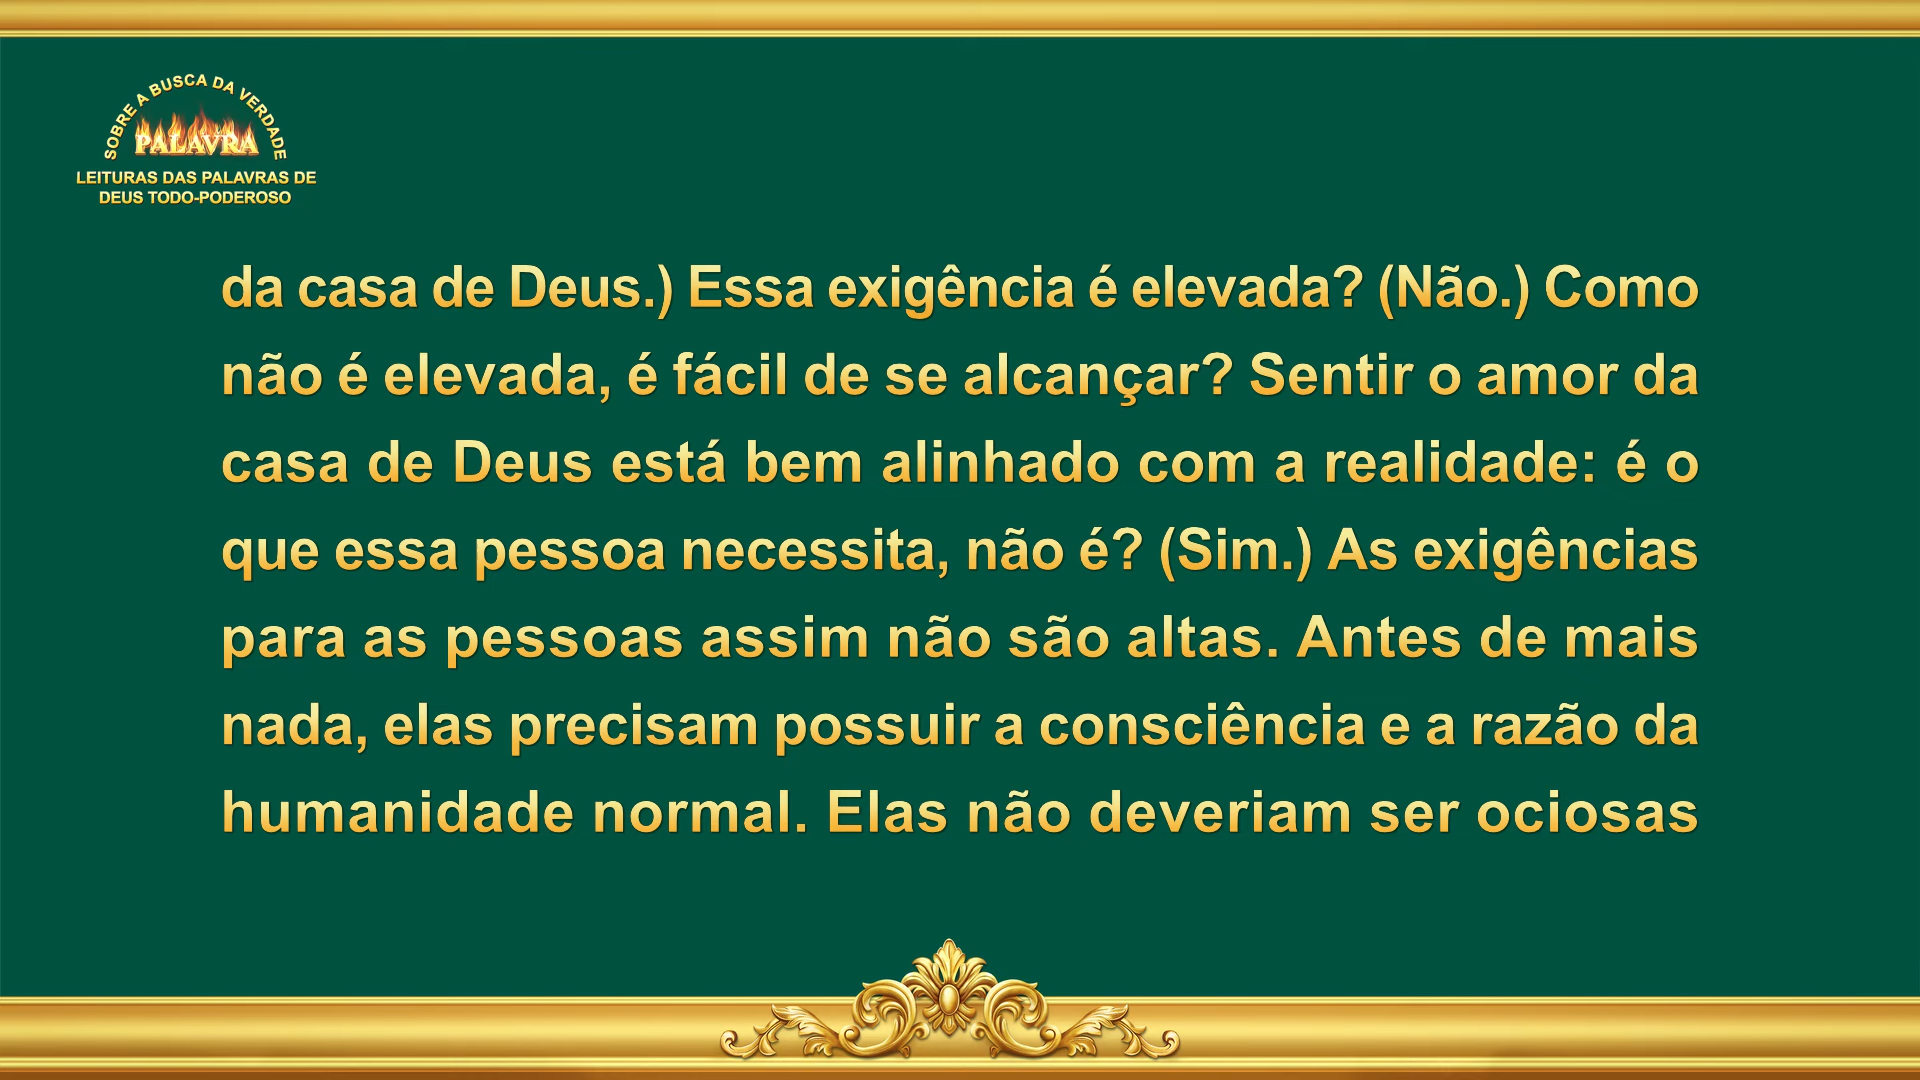 SOBRE A BUSCA DA VERDADE
PALAVRA
LEITURAS DAS PALAVRAS DE
DEUS TODO-PODEROSO
da casa de Deus.) Essa exigência é elevada? (Não.) Como
não é elevada, é fácil de se alcançar? Sentir o amor da
casa de Deus está bem alinhado com a realidade: é o
que essa pessoa necessita, não é? (Sim.) As exigências
para as pessoas assim não são altas. Antes de mais
nada, elas precisam possuir a consciência e a razão da
humanidade normal. Elas não deveriam ser ociosas